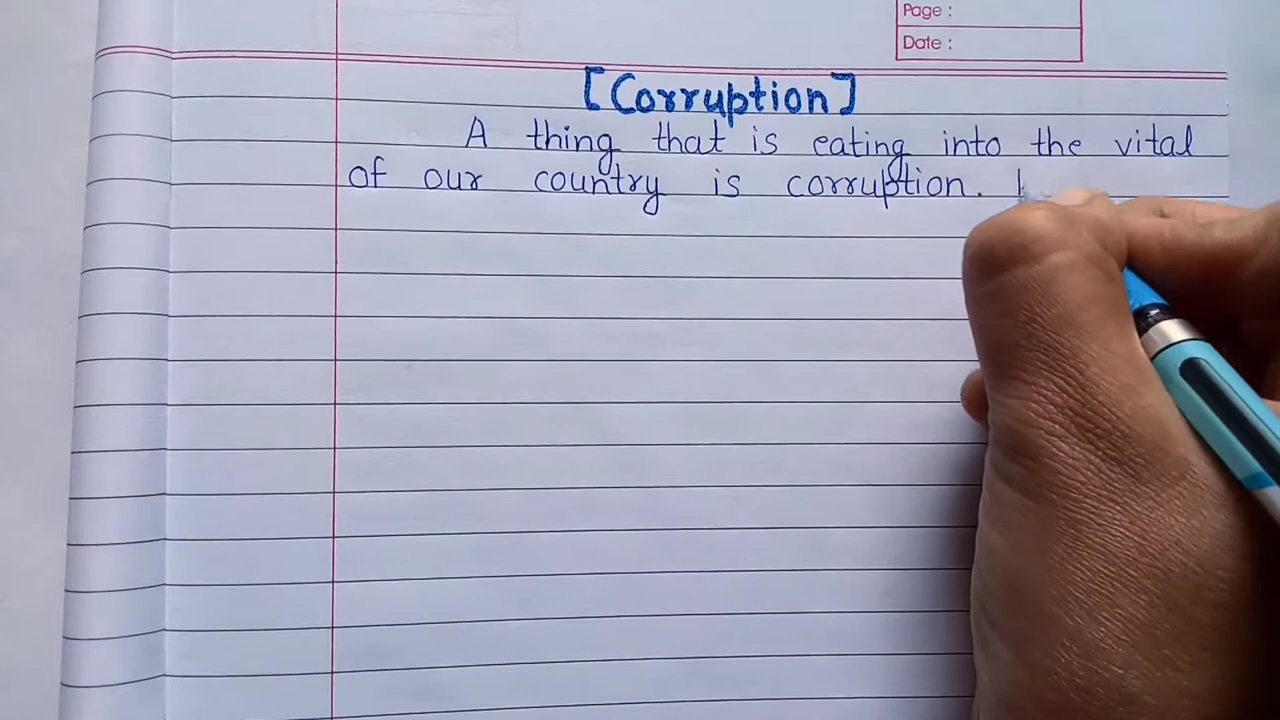 Page :
Date :
[Corruption]
A thing that is eating into the vital
of our country is corruption.